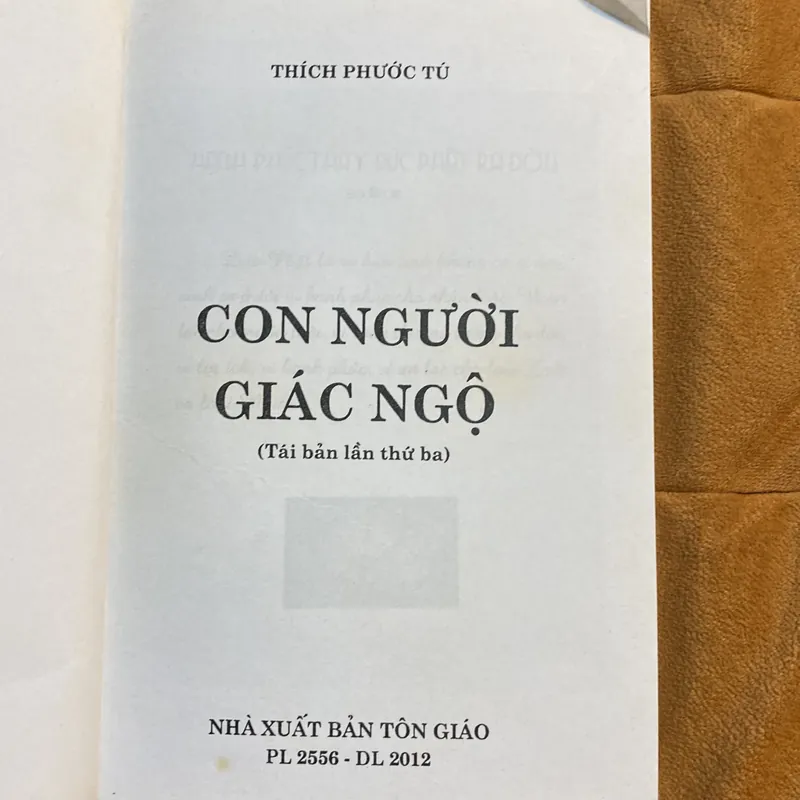 THÍCH PHƯỚC TÚ
CON NGƯỜI
GIÁC NGỘ
(Tái bản lần thứ ba)
NHÀ XUẤT BẢN TÔN GIÁO
PL 2556 - DL 2012